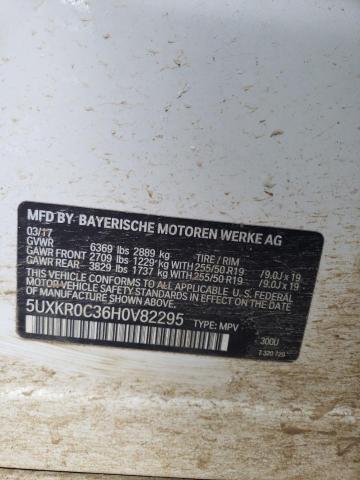 MFD BY BAYERISCHE MOTOREN WERKE AG
03/17
GVWR 6369 lbs 2889 kg TIRE / RIM
GAWR FRONT 2709 lbs 1229 kg WITH 255/50 R19 /9.0J x 19
GAWR REAR 3829 lbs 1737 kg WITH 255/50 R19 /9.0J x 19
THIS VEHICLE CONFORMS TO ALL APPLICABLE U.S. FEDERAL
MOTOR VEHICLE SAFETY STANDARDS IN EFFECT ON THE DATE OF
MANUFACTURE SHOWN ABOVE.
5UXKR0C36H0V82295 TYPE: MPV
300U
7 320 729